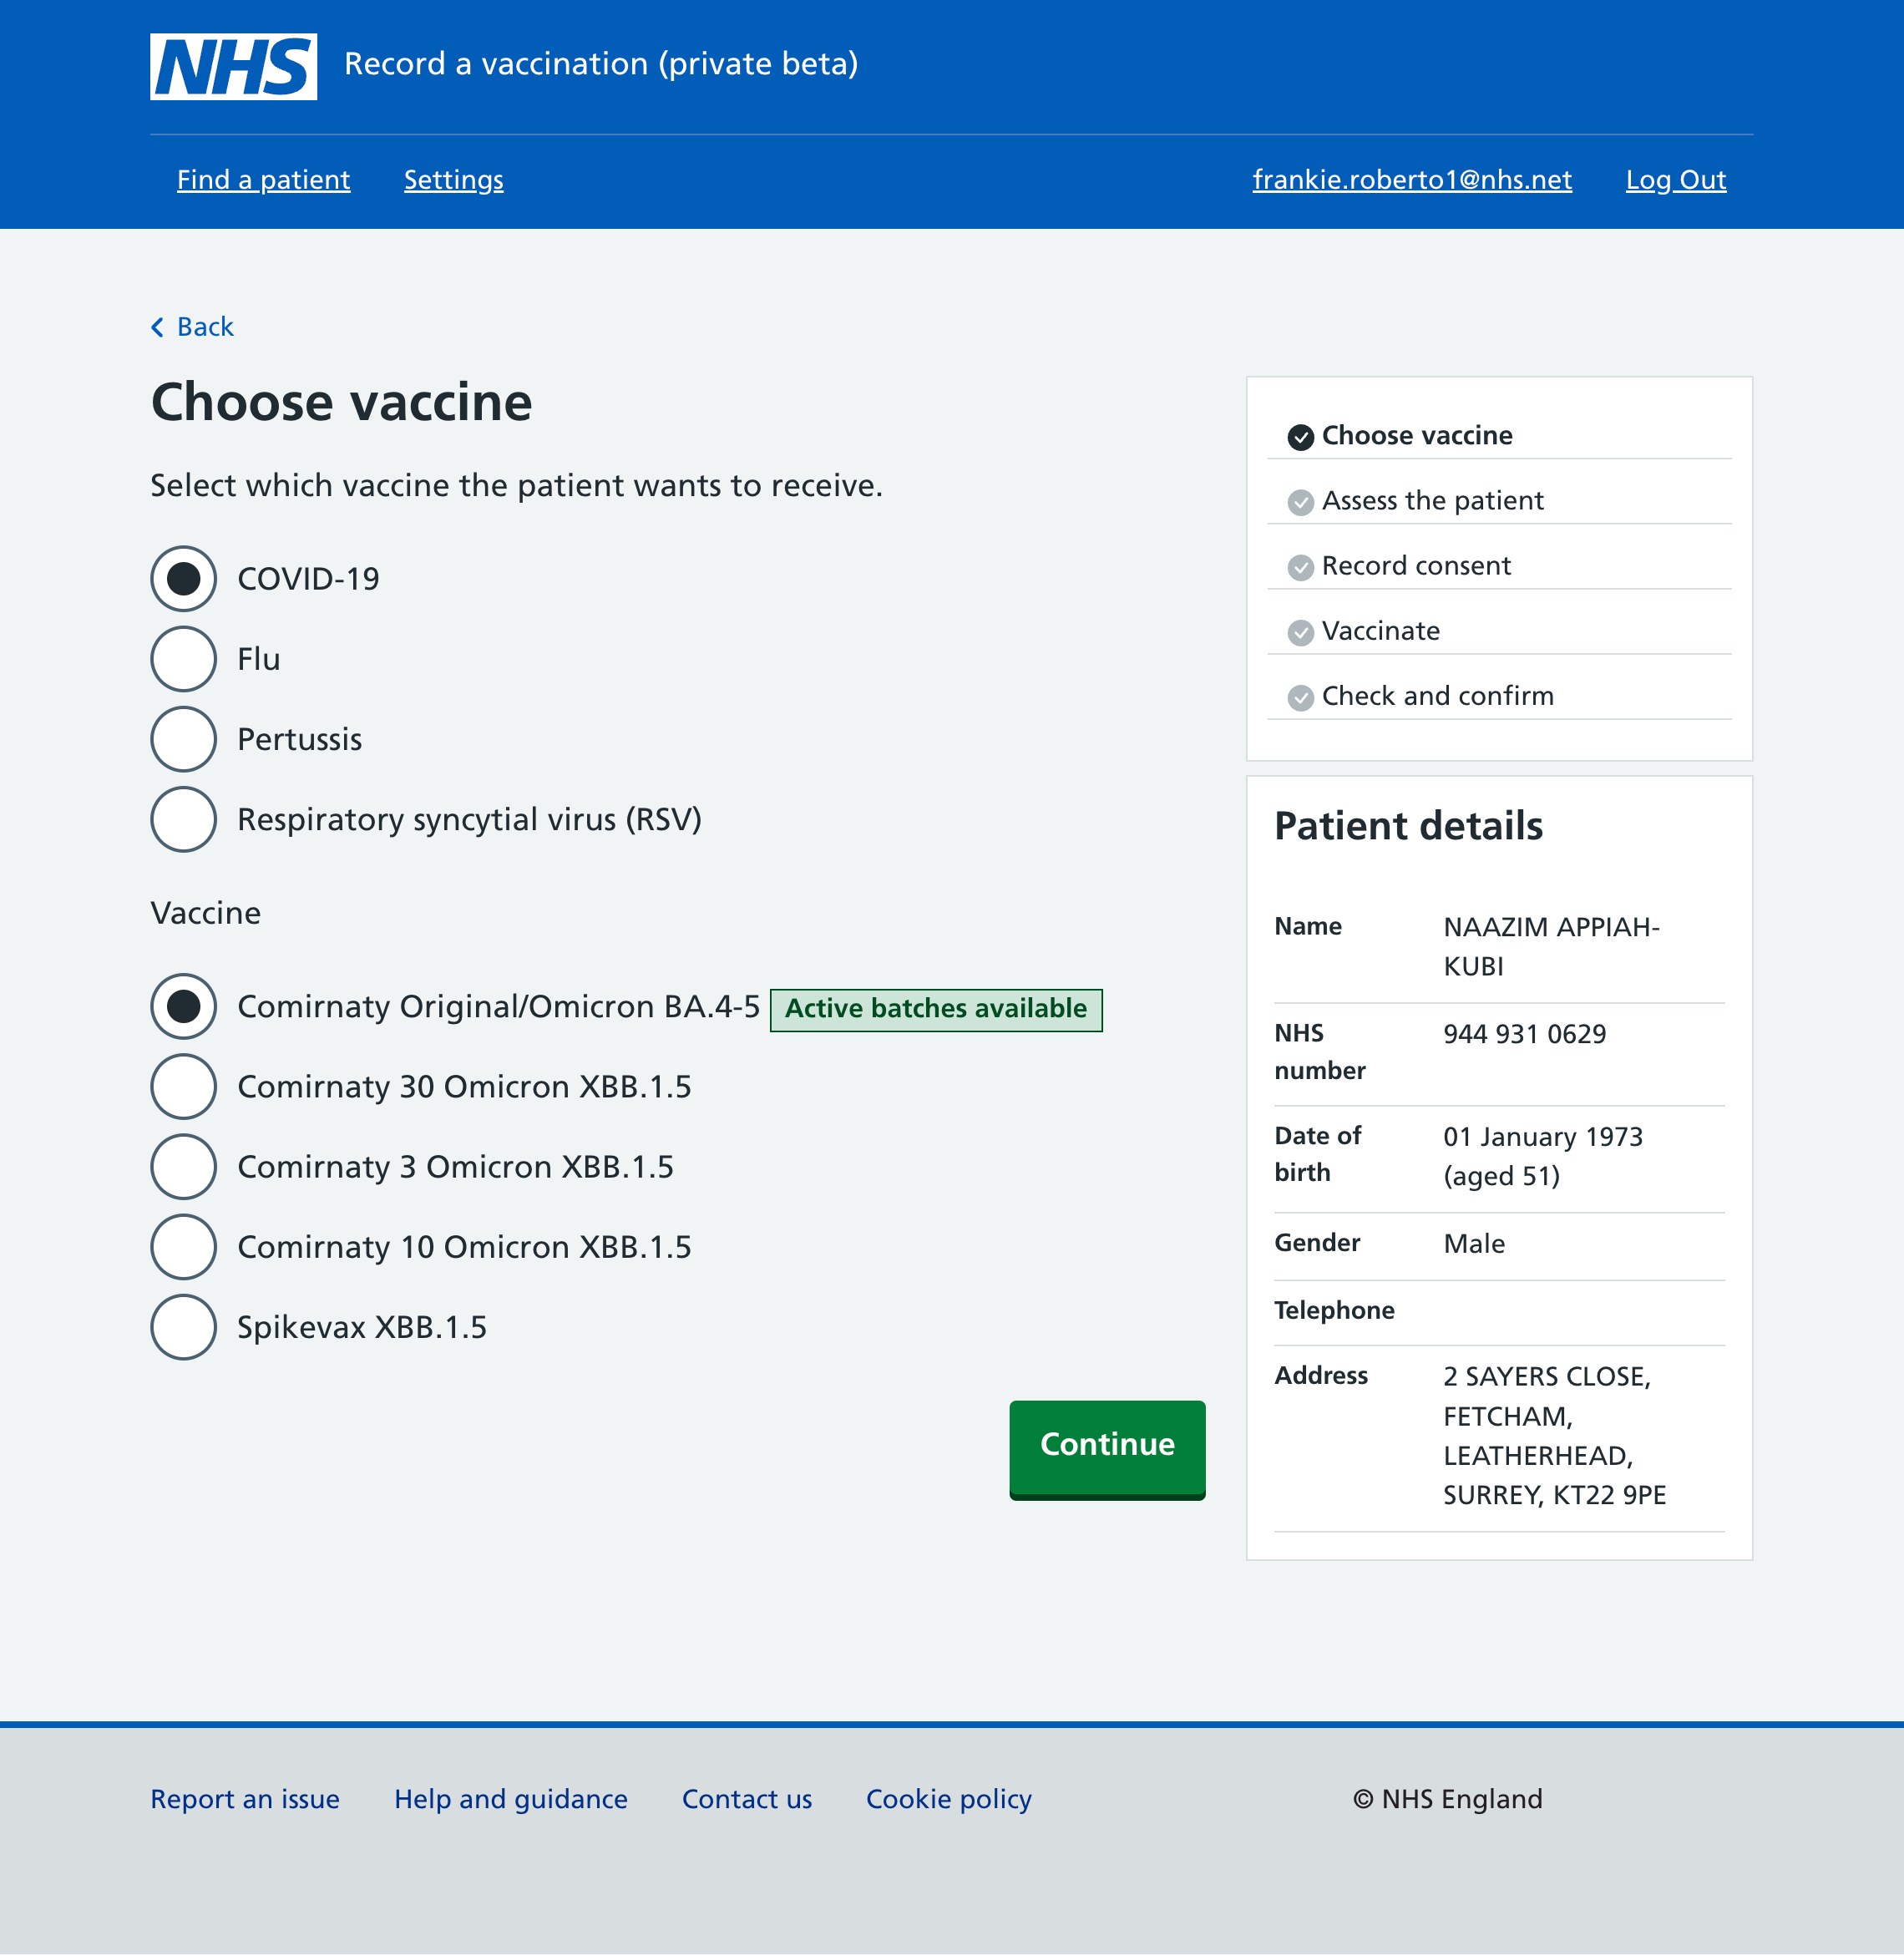 NHS Record a vaccination (private beta)
Find a patient Settings frankie.roberto1@nhs.net Log Out
Back
Choose vaccine
Select which vaccine the patient wants to receive.
COVID-19
Flu
Pertussis
Respiratory syncytial virus (RSV)
Vaccine
Comirnaty Original/Omicron BA.4-5 Active batches available
Comirnaty 30 Omicron XBB.1.5
Comirnaty 3 Omicron XBB.1.5
Comirnaty 10 Omicron XBB.1.5
Spikevax XBB.1.5
Continue
Choose vaccine
Assess the patient
Record consent
Vaccinate
Check and confirm
Patient details
Name NAAZIM APPIAH-
KUBI
NHS 944 931 0629
number
Date of 01 January 1973
birth (aged 51)
Gender Male
Telephone
Address 2 SAYERS CLOSE,
FETCHAM,
LEATHERHEAD,
SURREY, KT22 9PE
Report an issue Help and guidance Contact us Cookie policy © NHS England